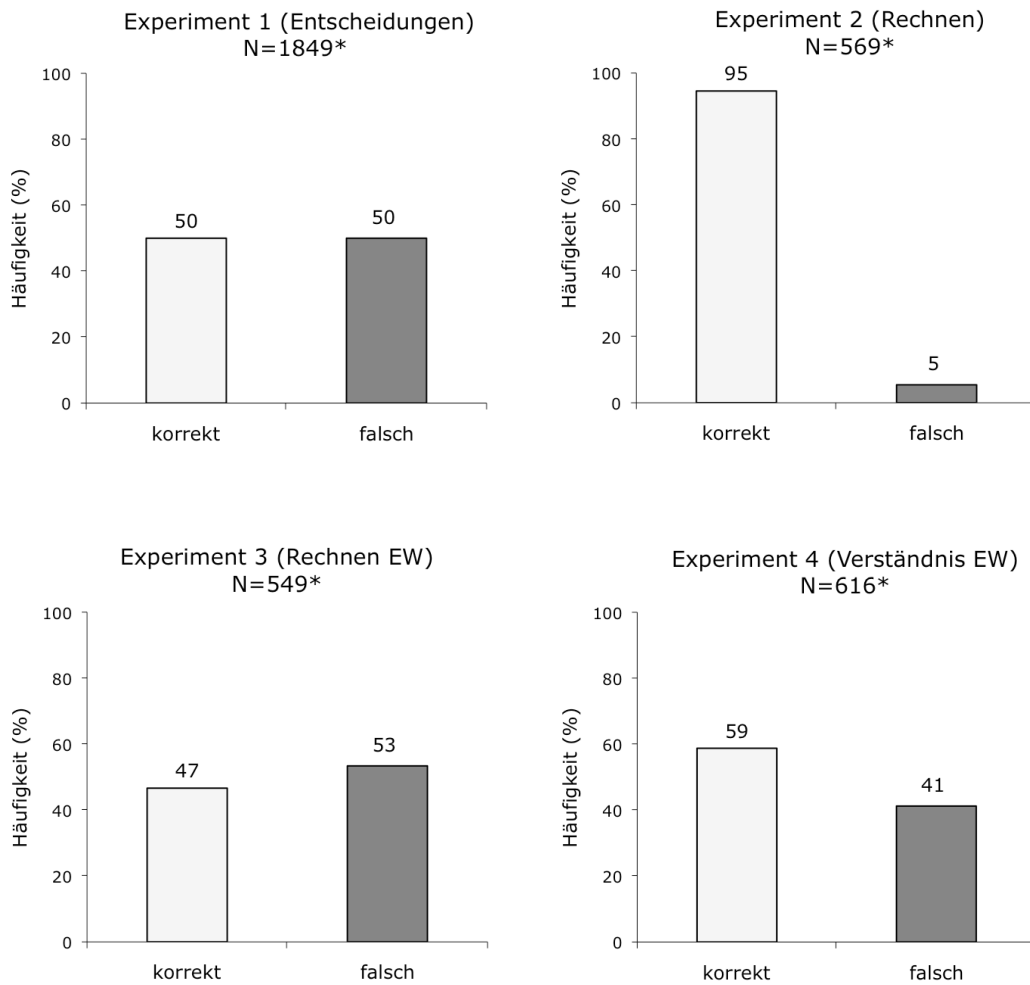 Experiment 1 (Entscheidungen)
N=1849*
Häufigkeit (%)
100
80
60
40
20
0
50
50
korrekt
falsch
Experiment 2 (Rechnen)
N=569*
Häufigkeit (%)
100
80
60
40
20
0
95
5
korrekt
falsch
Experiment 3 (Rechnen EW)
N=549*
Häufigkeit (%)
100
80
60
40
20
0
47
53
korrekt
falsch
Experiment 4 (Verständnis EW)
N=616*
Häufigkeit (%)
100
80
60
40
20
0
59
41
korrekt
falsch